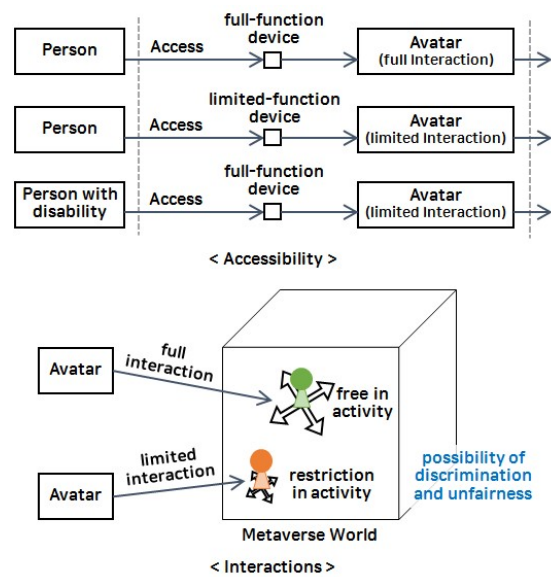 full-function
device
Person
Access
Avatar
(full Interaction)
limited-function
device
Person
Access
Avatar
(limited Interaction)
full-function
device
Person with
disability
Access
Avatar
(limited Interaction)
< Accessibility >
Avatar
full
interaction
free in
activity
limited
interaction
Avatar
restriction
in activity
possibility of
discrimination
and unfairness
Metaverse World
< Interactions >